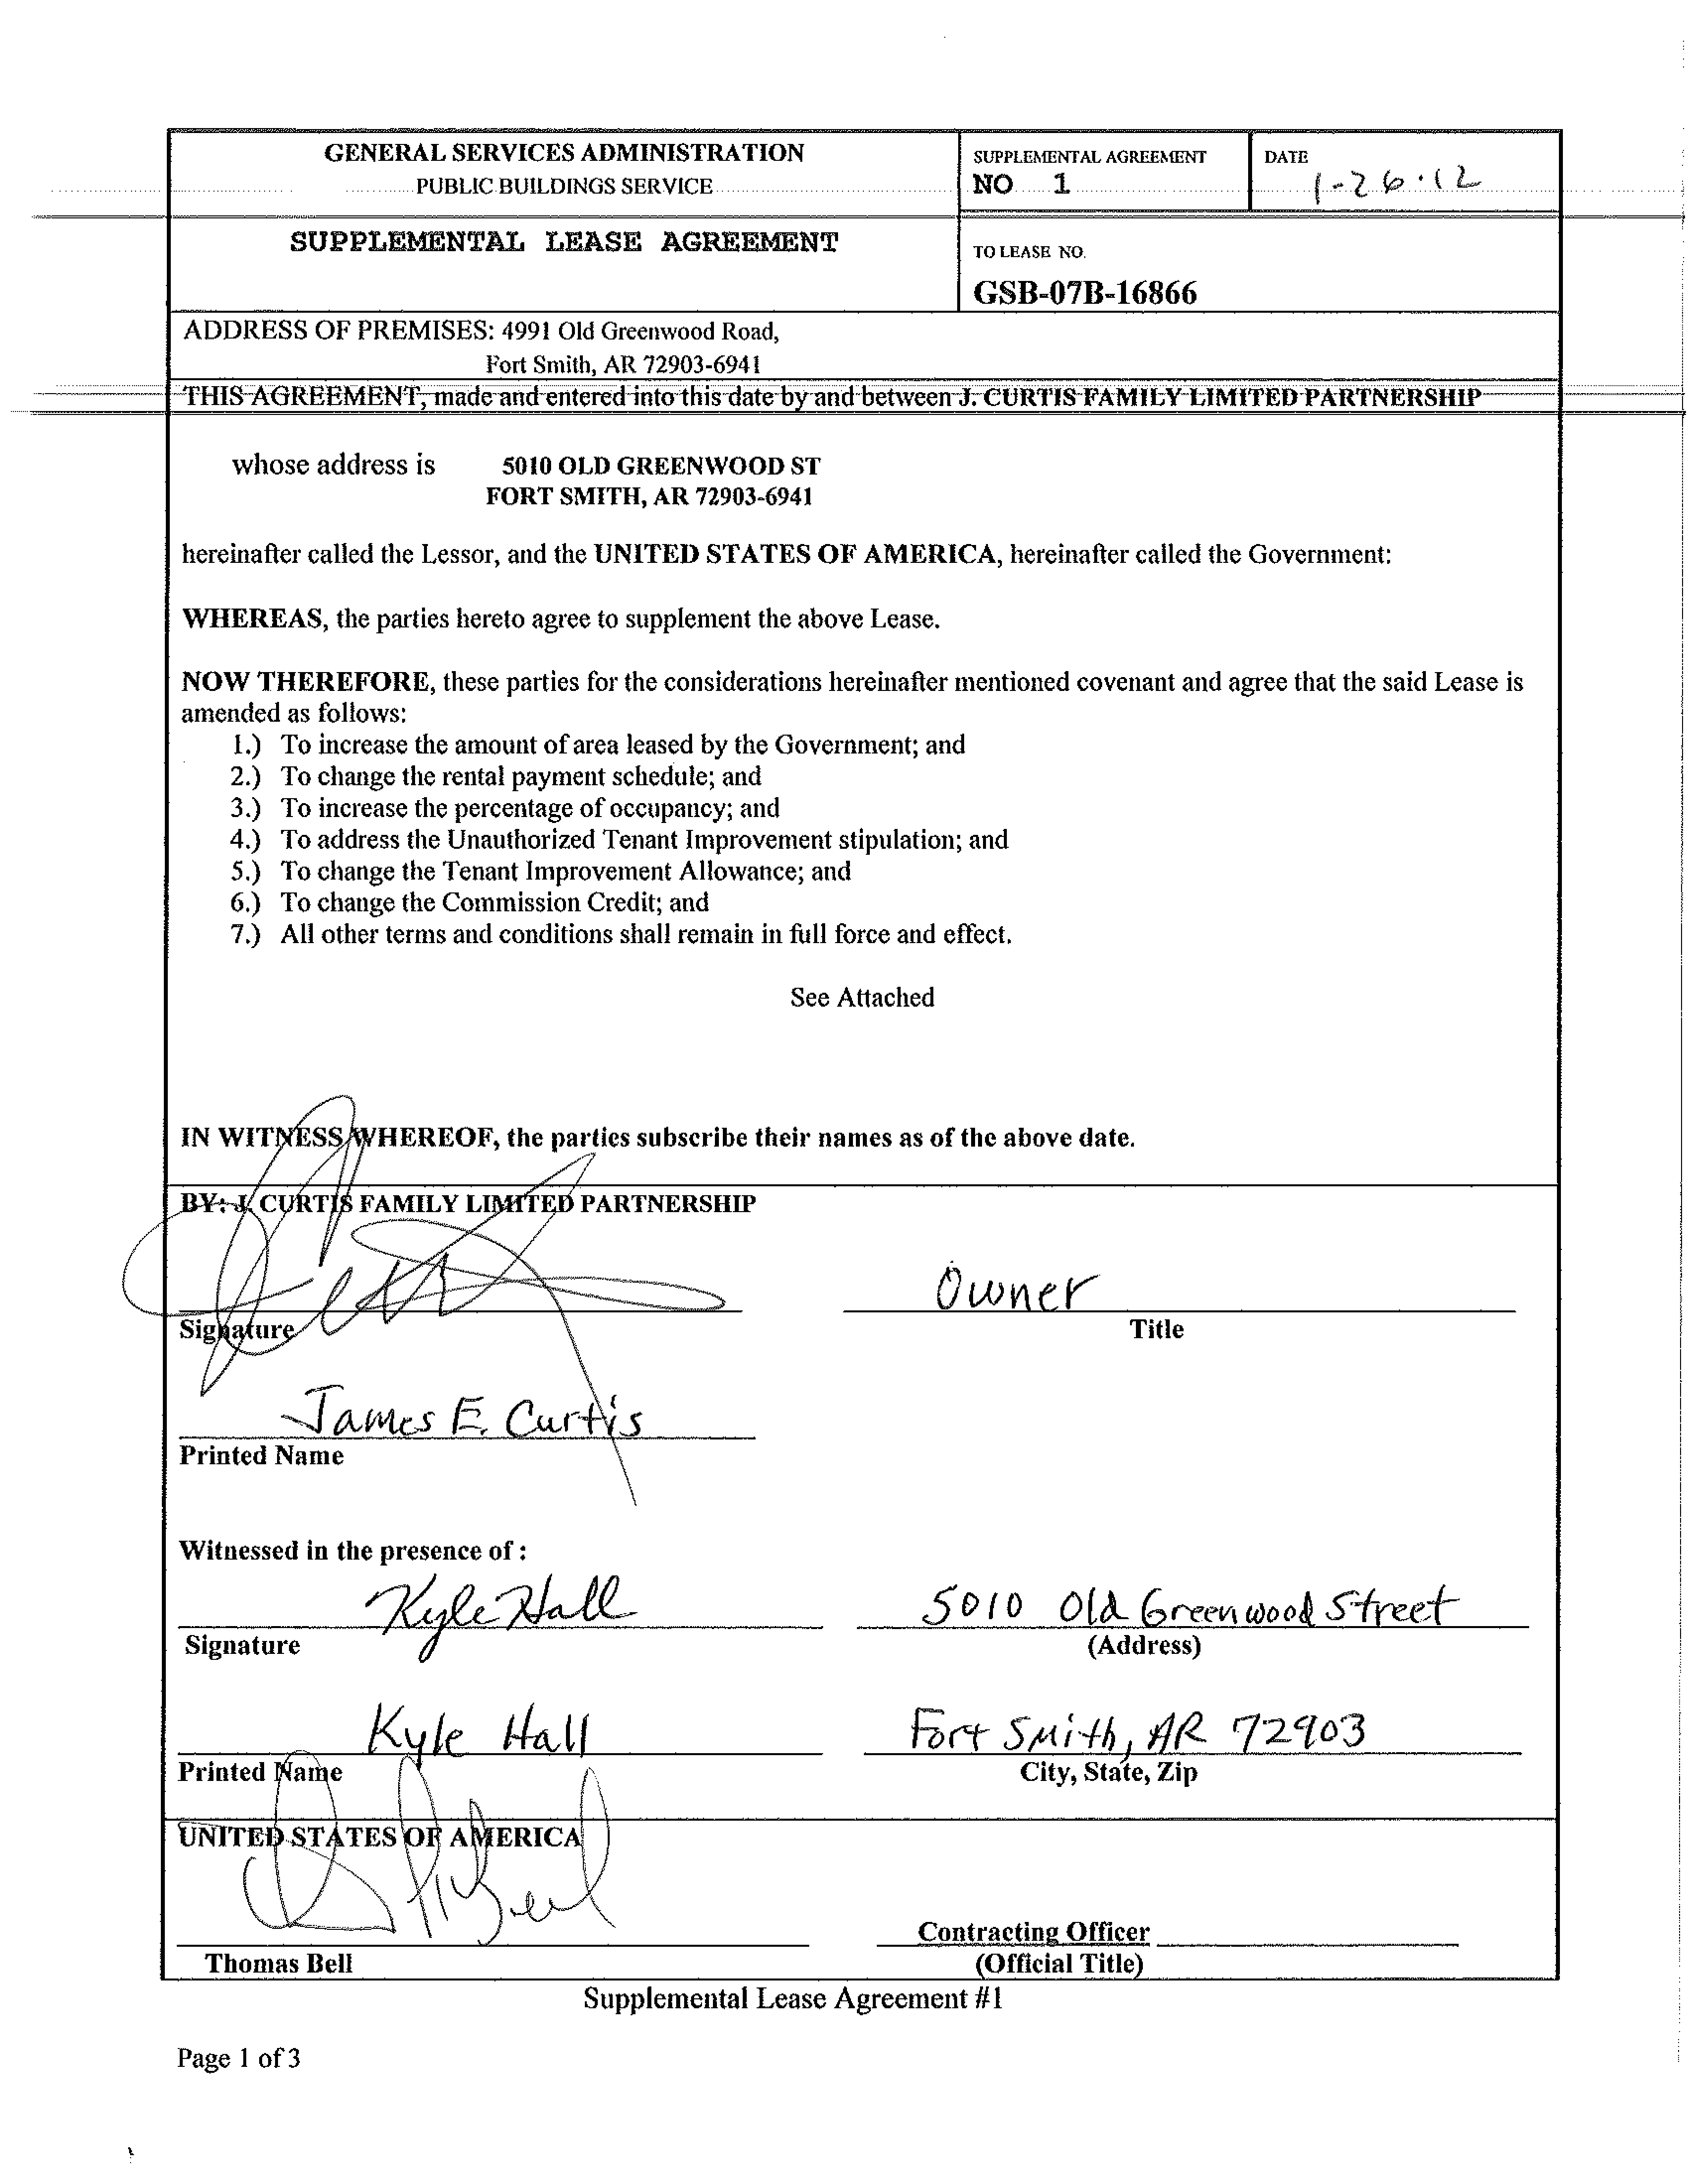 GENERAL SERVICES ADMINISTRATION
PUBLIC BUILDINGS SERVICE
SUPPLEMENTAL AGREEMENT
NO 1
DATE
1-26-12
SUPPLEMENTAL LEASE AGREEMENT
TO LEASE NO.
GSB-07B-16866
ADDRESS OF PREMISES: 4991 Old Greenwood Road,
Fort Smith, AR 72903-6941
THIS AGREEMENT, made and entered into this date by and between J. CURTIS FAMILY LIMITED PARTNERSHIP
whose address is 5010 OLD GREENWOOD ST
FORT SMITH, AR 72903-6941
hereinafter called the Lessor, and the UNITED STATES OF AMERICA, hereinafter called the Government:
WHEREAS, the parties hereto agree to supplement the above Lease.
NOW THEREFORE, these parties for the considerations hereinafter mentioned covenant and agree that the said Lease is
amended as follows:
1.) To increase the amount of area leased by the Government; and
2.) To change the rental payment schedule; and
3.) To increase the percentage of occupancy; and
4.) To address the Unauthorized Tenant Improvement stipulation; and
5.) To change the Tenant Improvement Allowance; and
6.) To change the Commission Credit; and
7.) All other terms and conditions shall remain in full force and effect.
See Attached
IN WITNESS WHEREOF, the parties subscribe their names as of the above date.
BY: J. CURTIS FAMILY LIMITED PARTNERSHIP
Owner
Signature Title
James E. Curtis
Printed Name
Witnessed in the presence of :
Kyle Hall 5010 Old Greenwood Street
Signature (Address)
Kyle Hall Fort Smith, AR 72903
Printed Name City, State, Zip
UNITED STATES OF AMERICA
Contracting Officer
Thomas Bell (Official Title)
Supplemental Lease Agreement #1
Page 1 of 3